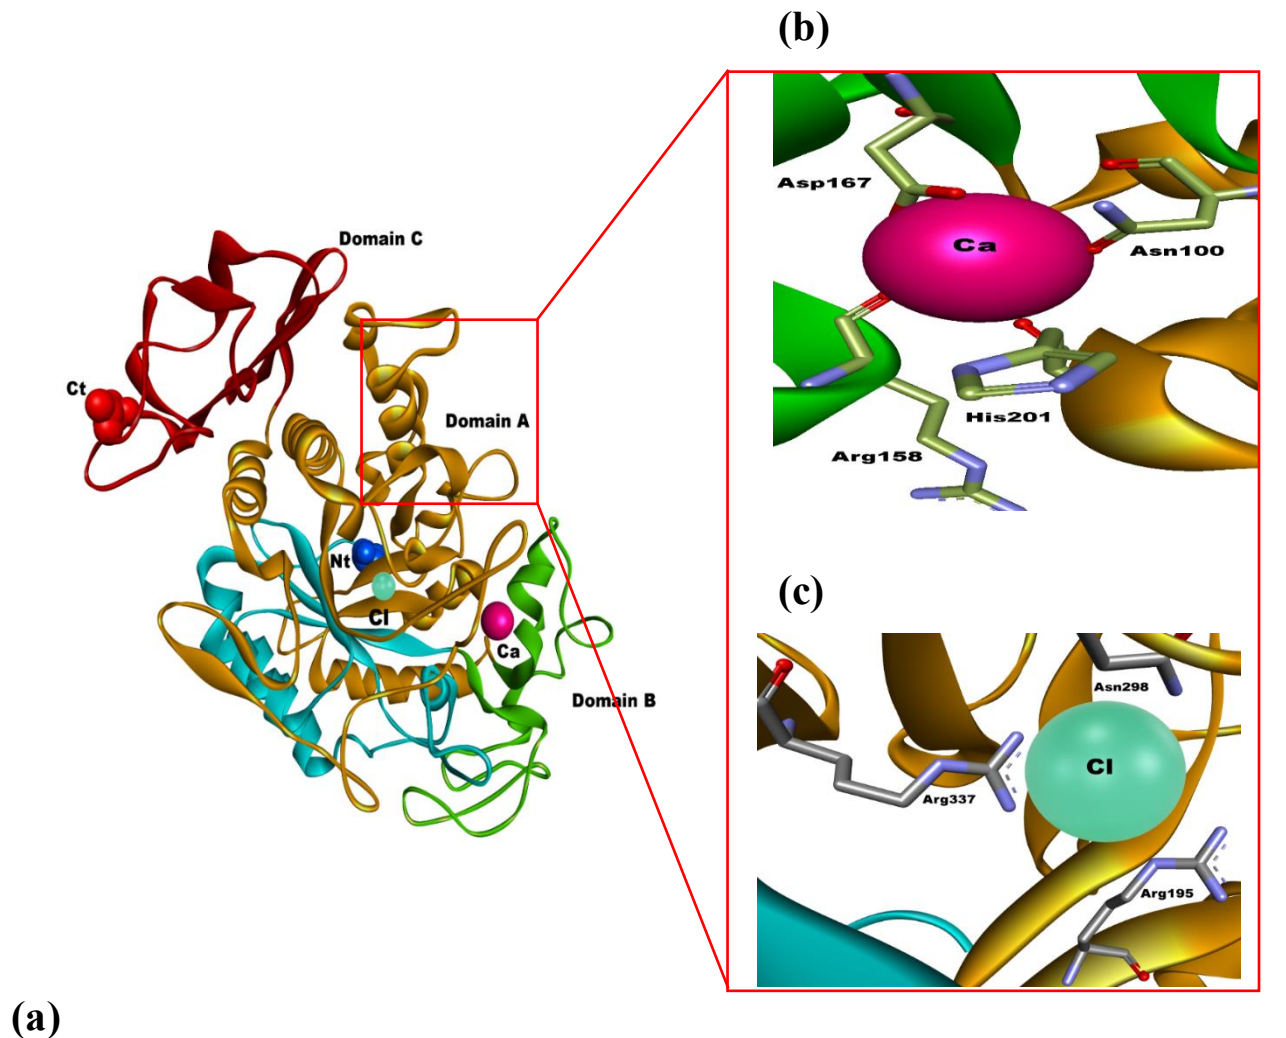 (b)
Domain C
Ct
Domain A
Nt
Cl
Ca
Domain B
Asp167
Ca
Asn100
His201
Arg158
(c)
Asn298
Cl
Arg337
Arg195
(a)